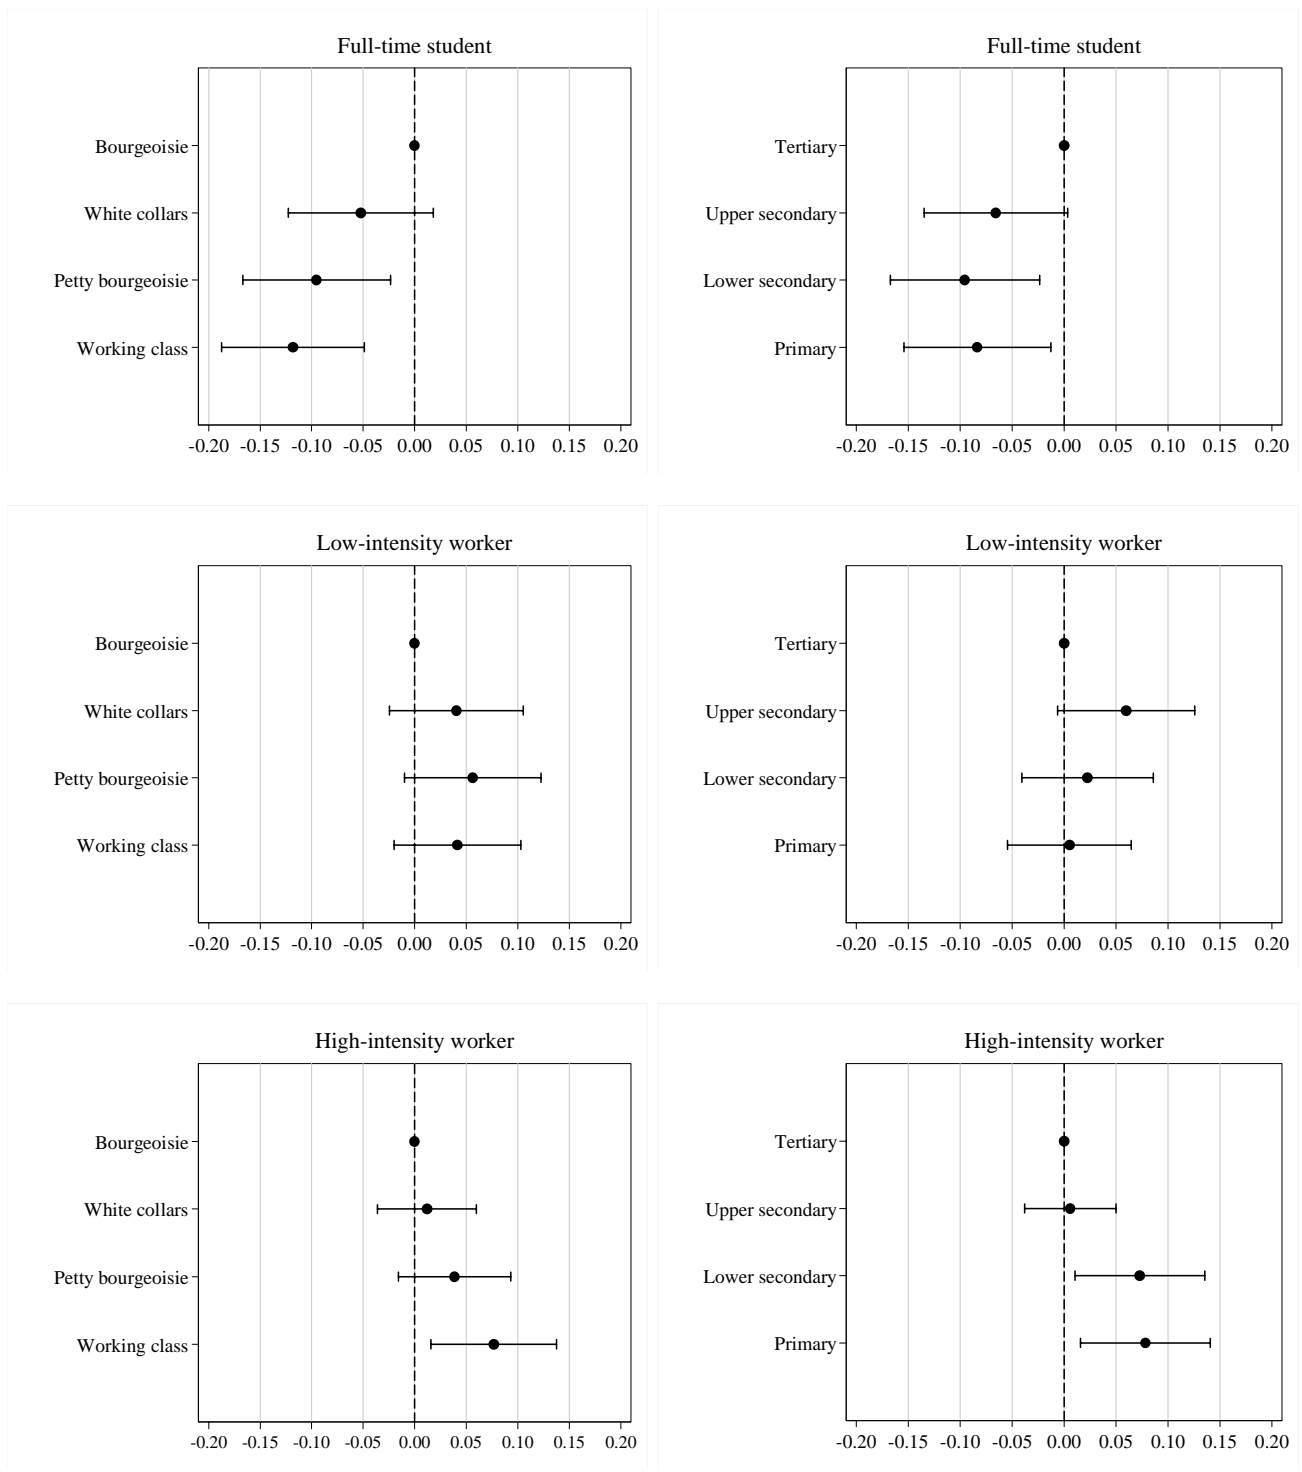 Full-time student
Bourgeoisie
White collars
Petty bourgeoisie
Working class
-0.20 -0.15 -0.10 -0.05 0.00 0.05 0.10 0.15 0.20
Full-time student
Tertiary
Upper secondary
Lower secondary
Primary
-0.20 -0.15 -0.10 -0.05 0.00 0.05 0.10 0.15 0.20
Low-intensity worker
Bourgeoisie
White collars
Petty bourgeoisie
Working class
-0.20 -0.15 -0.10 -0.05 0.00 0.05 0.10 0.15 0.20
Low-intensity worker
Tertiary
Upper secondary
Lower secondary
Primary
-0.20 -0.15 -0.10 -0.05 0.00 0.05 0.10 0.15 0.20
High-intensity worker
Bourgeoisie
White collars
Petty bourgeoisie
Working class
-0.20 -0.15 -0.10 -0.05 0.00 0.05 0.10 0.15 0.20
High-intensity worker
Tertiary
Upper secondary
Lower secondary
Primary
-0.20 -0.15 -0.10 -0.05 0.00 0.05 0.10 0.15 0.20